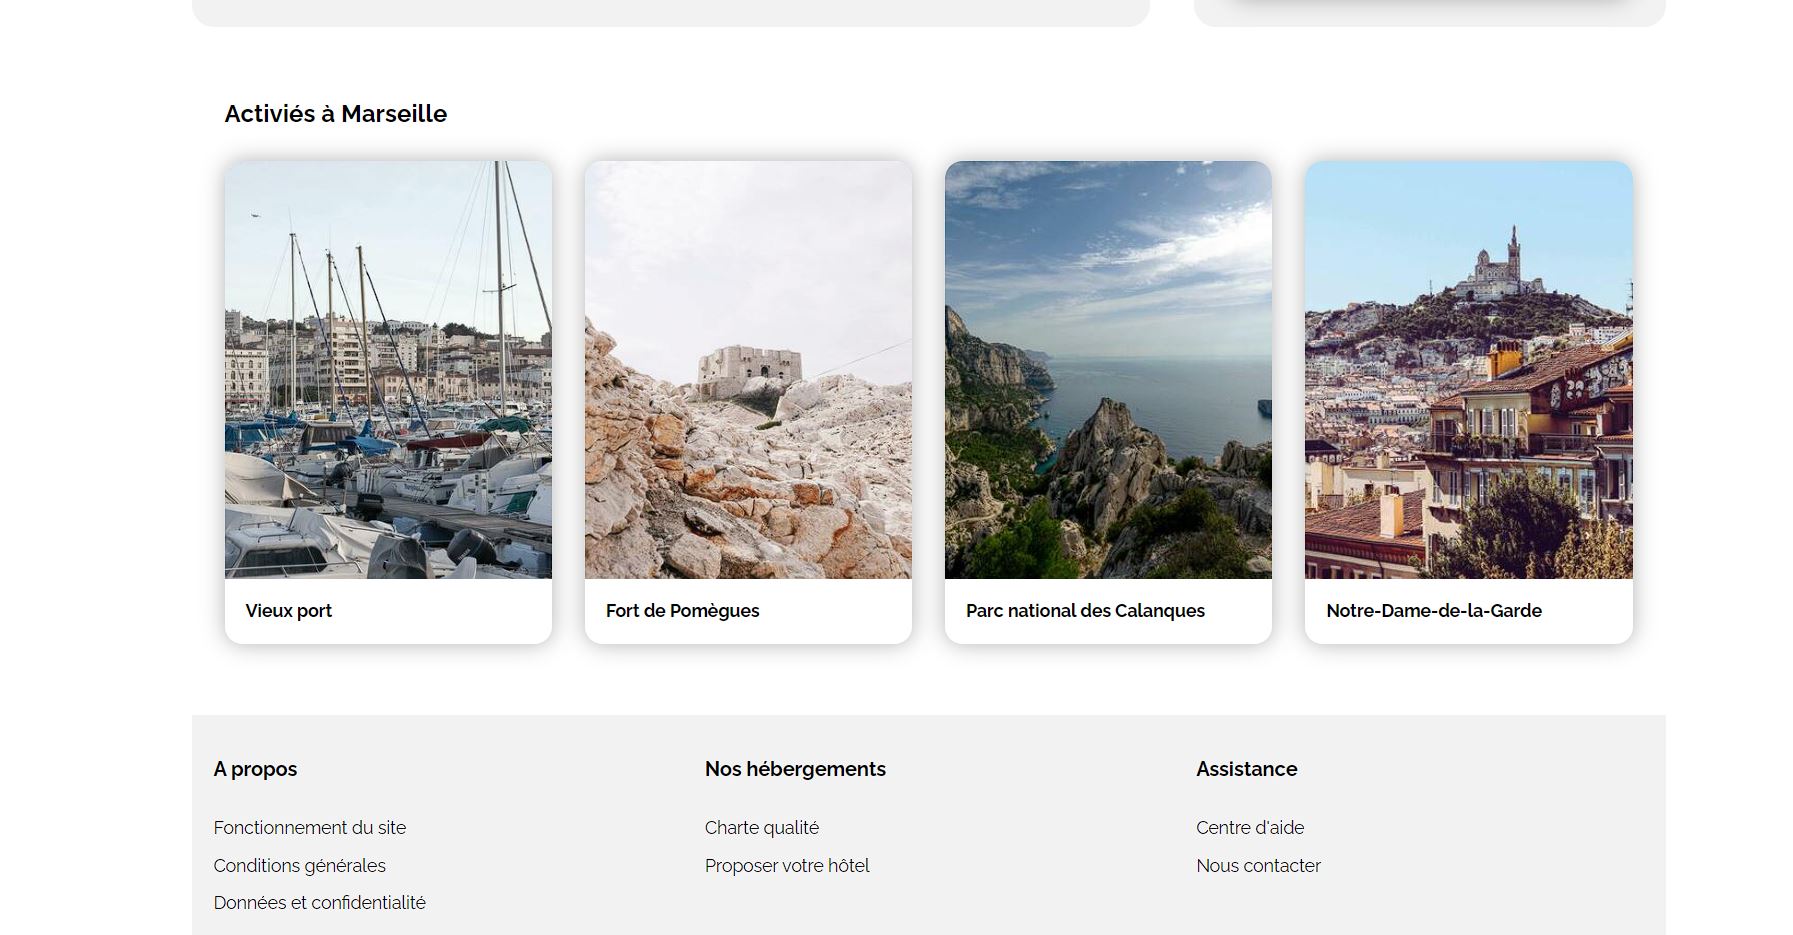 Activiés à Marseille
Vieux port
Fort de Pomègues
Parc national des Calanques
Notre-Dame-de-la-Garde
A propos
Fonctionnement du site
Conditions générales
Données et confidentialité
Nos hébergements
Charte qualité
Proposer votre hôtel
Assistance
Centre d'aide
Nous contacter